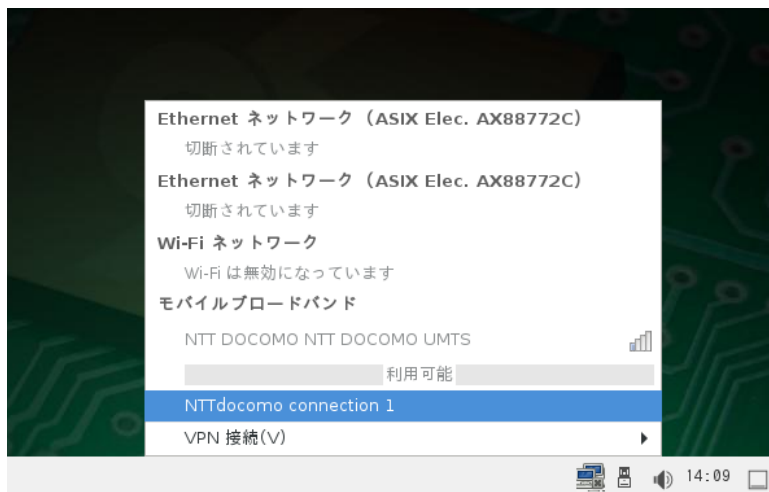 Ethernet ネットワーク (ASIX Elec. AX88772C)
切断されています
Ethernet ネットワーク (ASIX Elec. AX88772C)
切断されています
Wi-Fi ネットワーク
Wi-Fi は無効になっています
モバイルブロードバンド
NTT DOCOMO NTT DOCOMO UMTS
利用可能
NTTdocomo connection 1
VPN 接続(V)
14:09